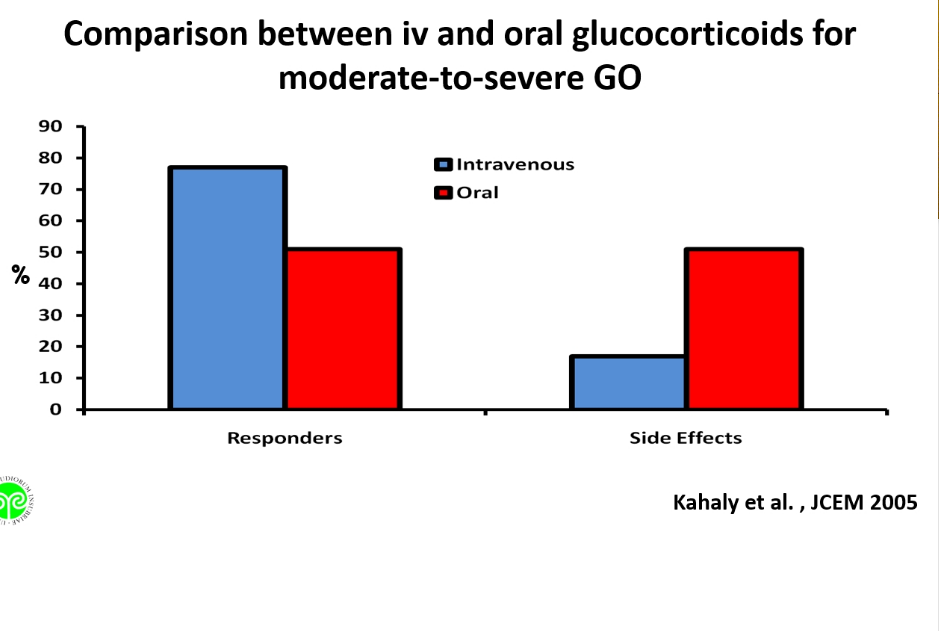 Comparison between iv and oral glucocorticoids for
moderate-to-severe GO
90
80
70
60
50
40
30
20
10
0
%
Intravenous
Oral
Responders
Side Effects
Kahaly et al. , JCEM 2005